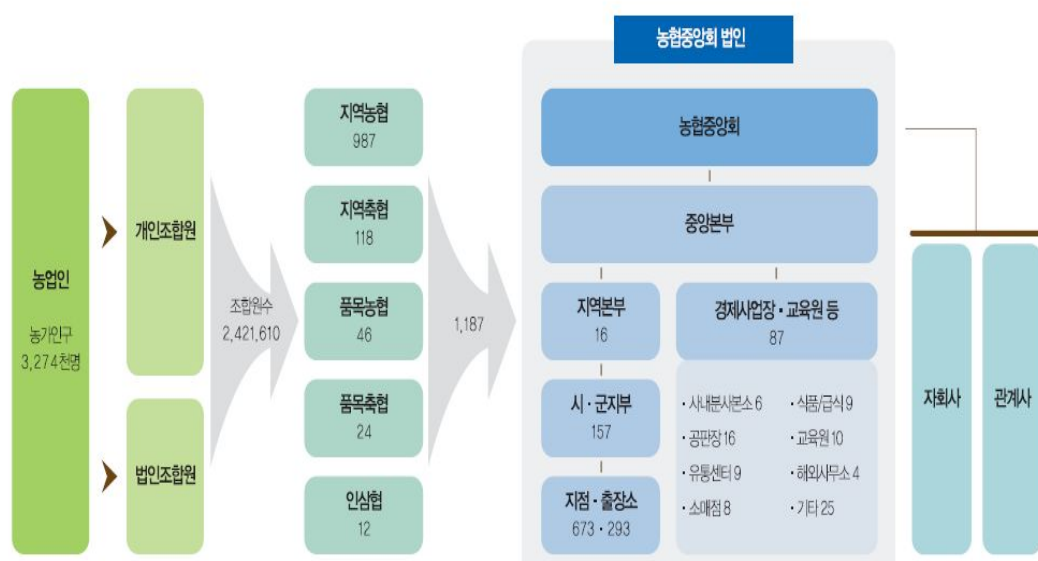 농협중앙회 법인
농업인
농가인구
3,274천명
개인조합원
법인조합원
조합원수
2,421,610
지역농협
987
지역축협
118
품목농협
46
품목축협
24
인삼협
12
1,187
농협중앙회
중앙본부
지역본부
16
시·군지부
157
지점·출장소
673·293
경제사업장·교육원 등
87
·사내분사본소 6
·공판장 16
·유통센터 9
·소매점 8
·식품/급식 9
·교육원 10
·해외사무소 4
·기타 25
자회사
관계사